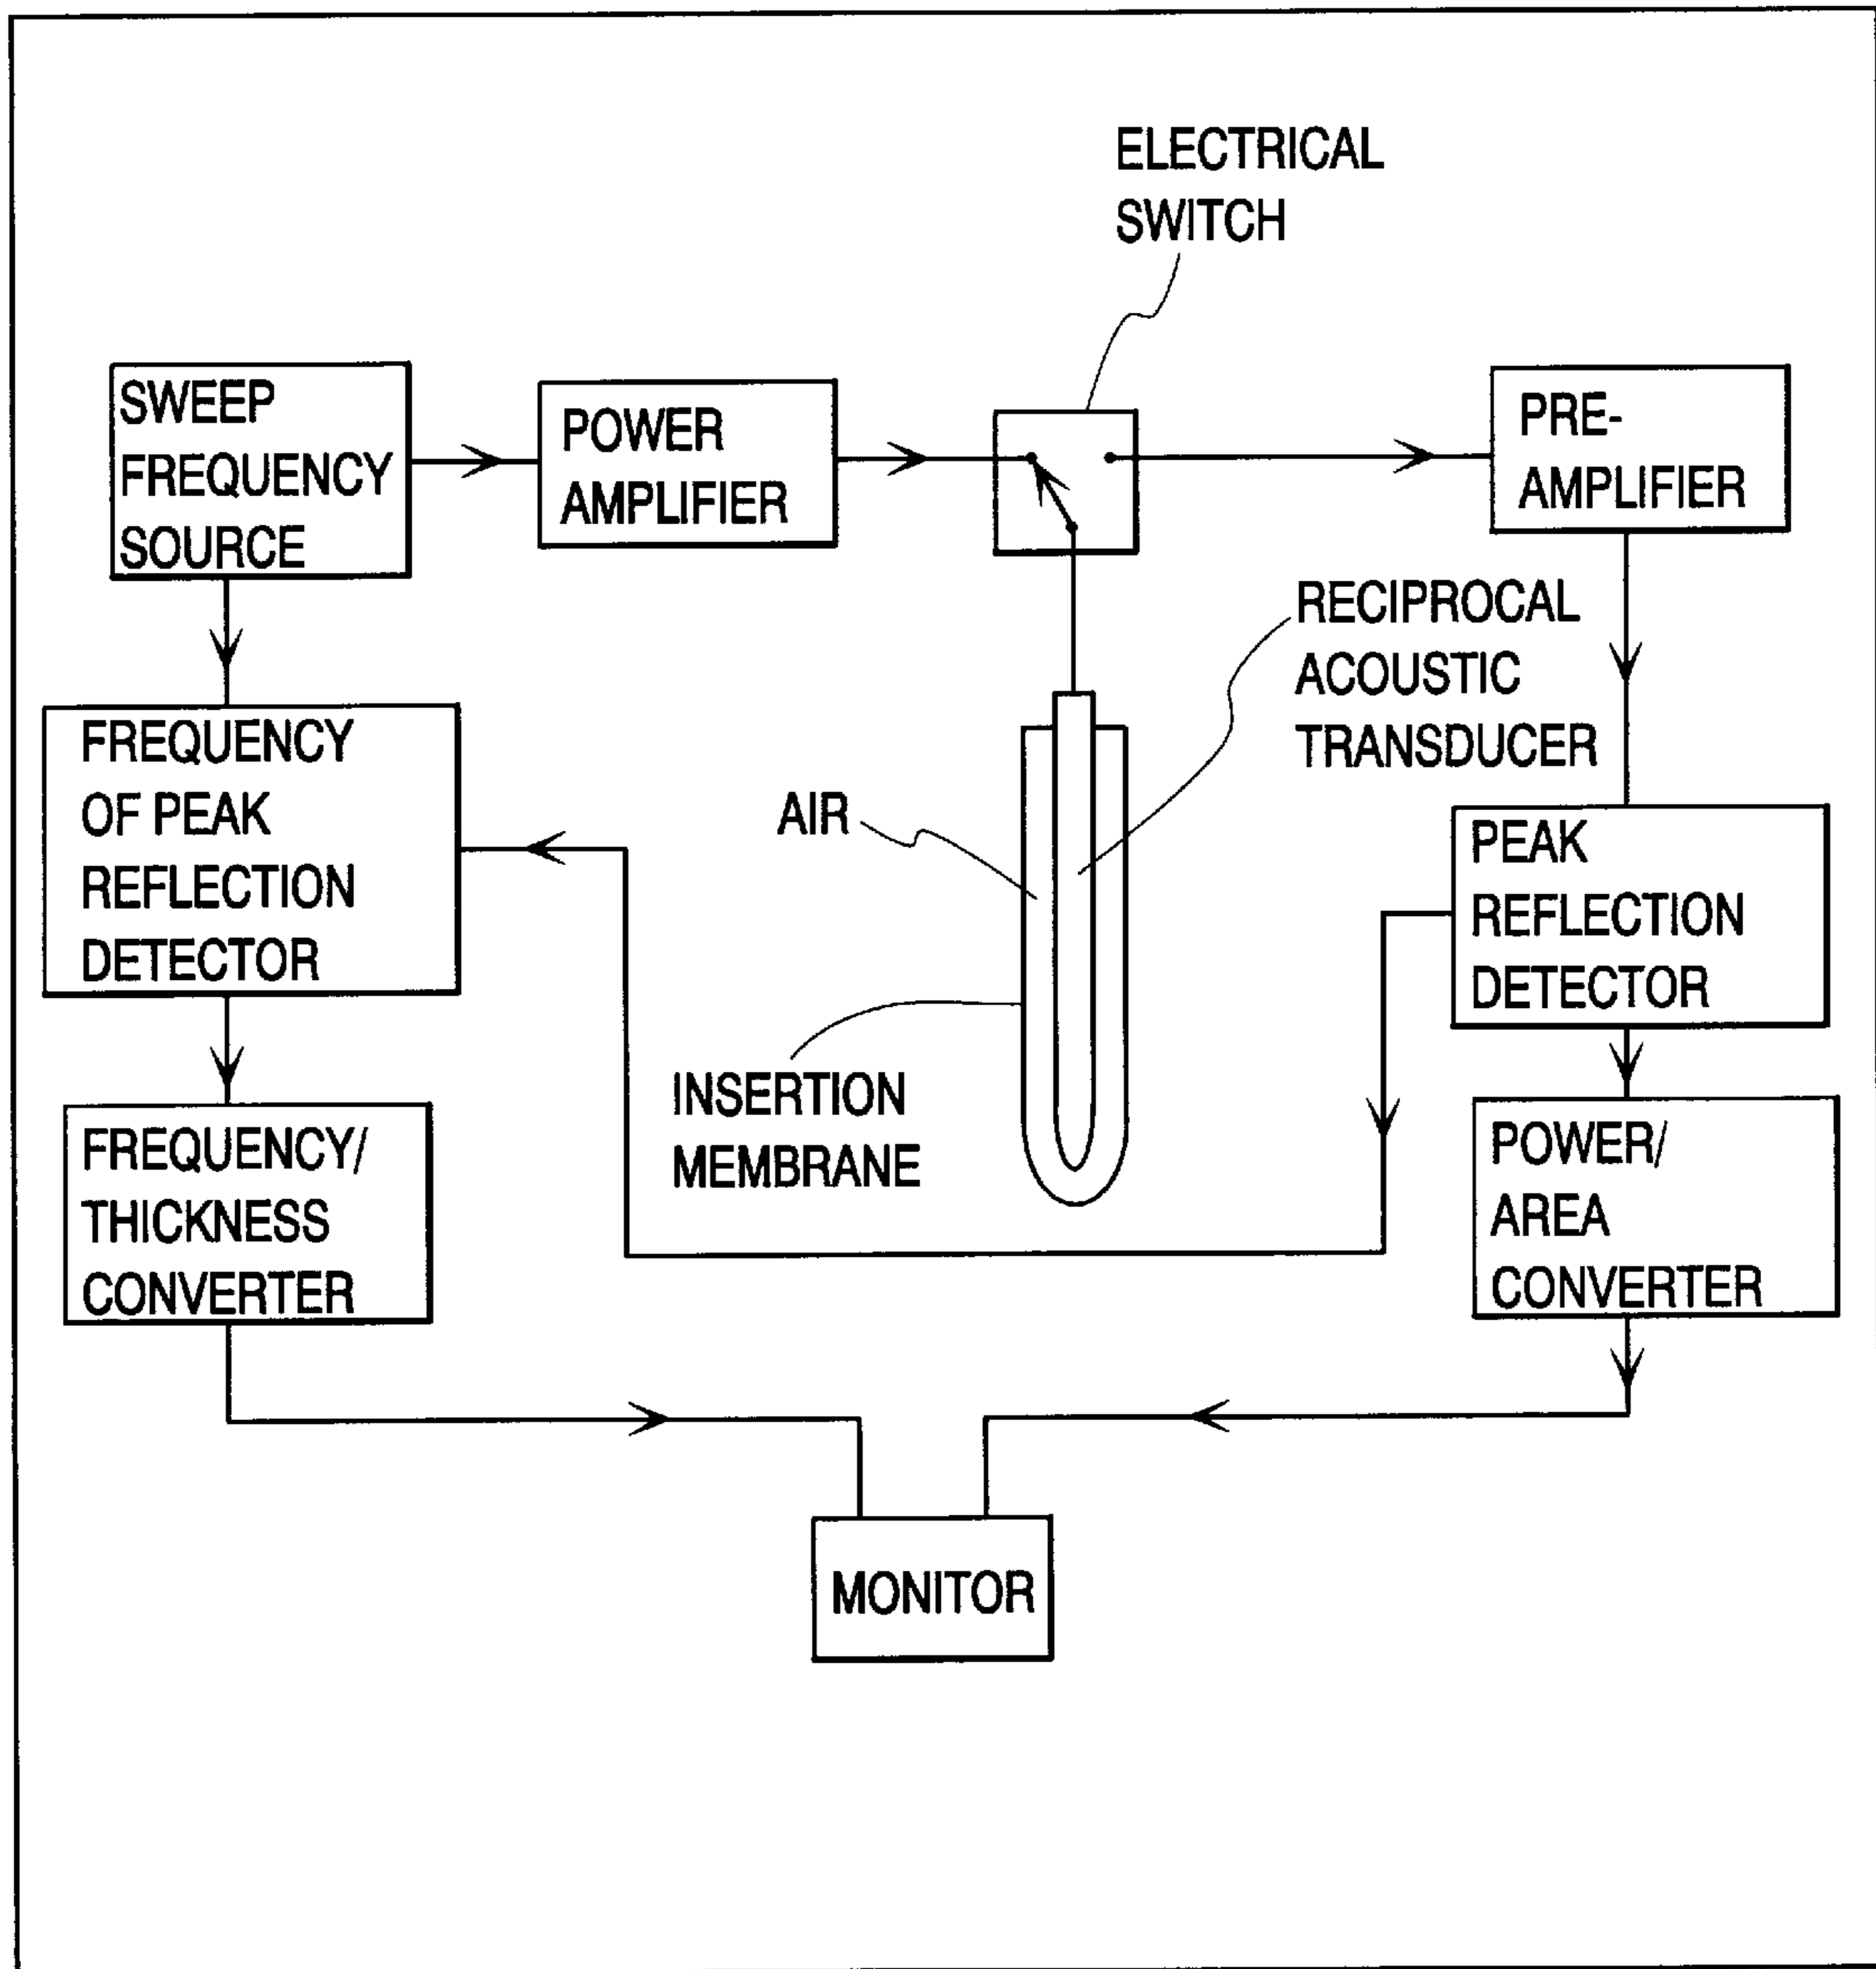 ELECTRICAL
SWITCH
SWEEP
FREQUENCY
SOURCE
POWER
AMPLIFIER
PRE-
AMPLIFIER
RECIPROCAL
ACOUSTIC
TRANSDUCER
FREQUENCY
OF PEAK
REFLECTION
DETECTOR
AIR
PEAK
REFLECTION
DETECTOR
INSERTION
MEMBRANE
FREQUENCY/
THICKNESS
CONVERTER
POWER/
AREA
CONVERTER
MONITOR